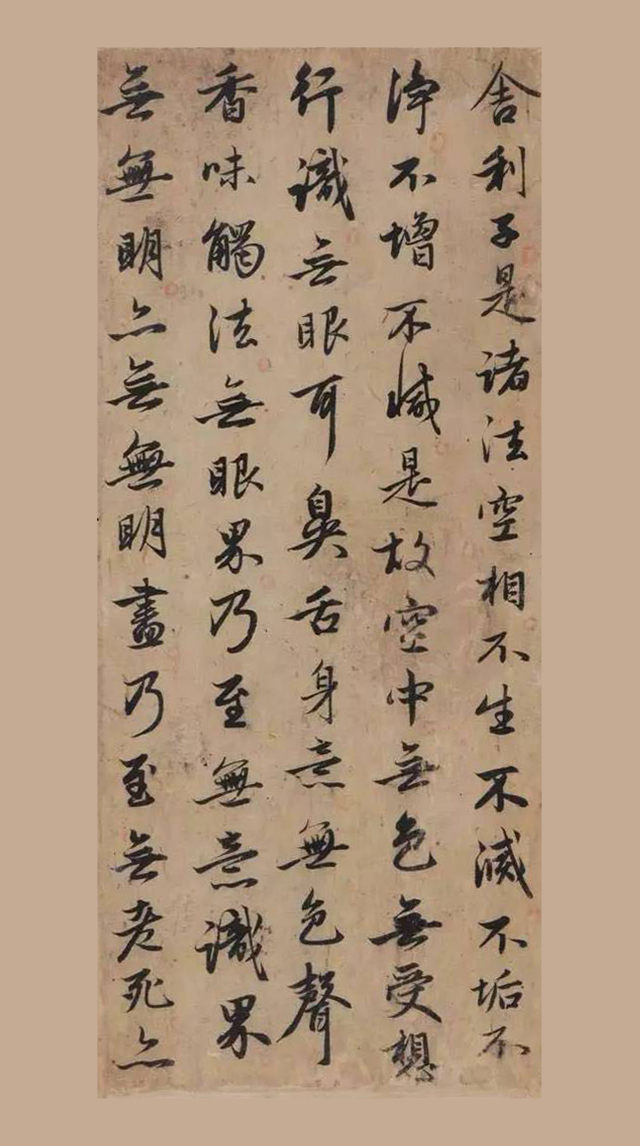 舎利子是諸法空相不生不滅不垢不
淨不增不減是故空中無色無受想
行識無眼耳鼻舌身意無色聲
香味觸法無眼界乃至無意識界
無無明亦無無明盡乃至無老死亦